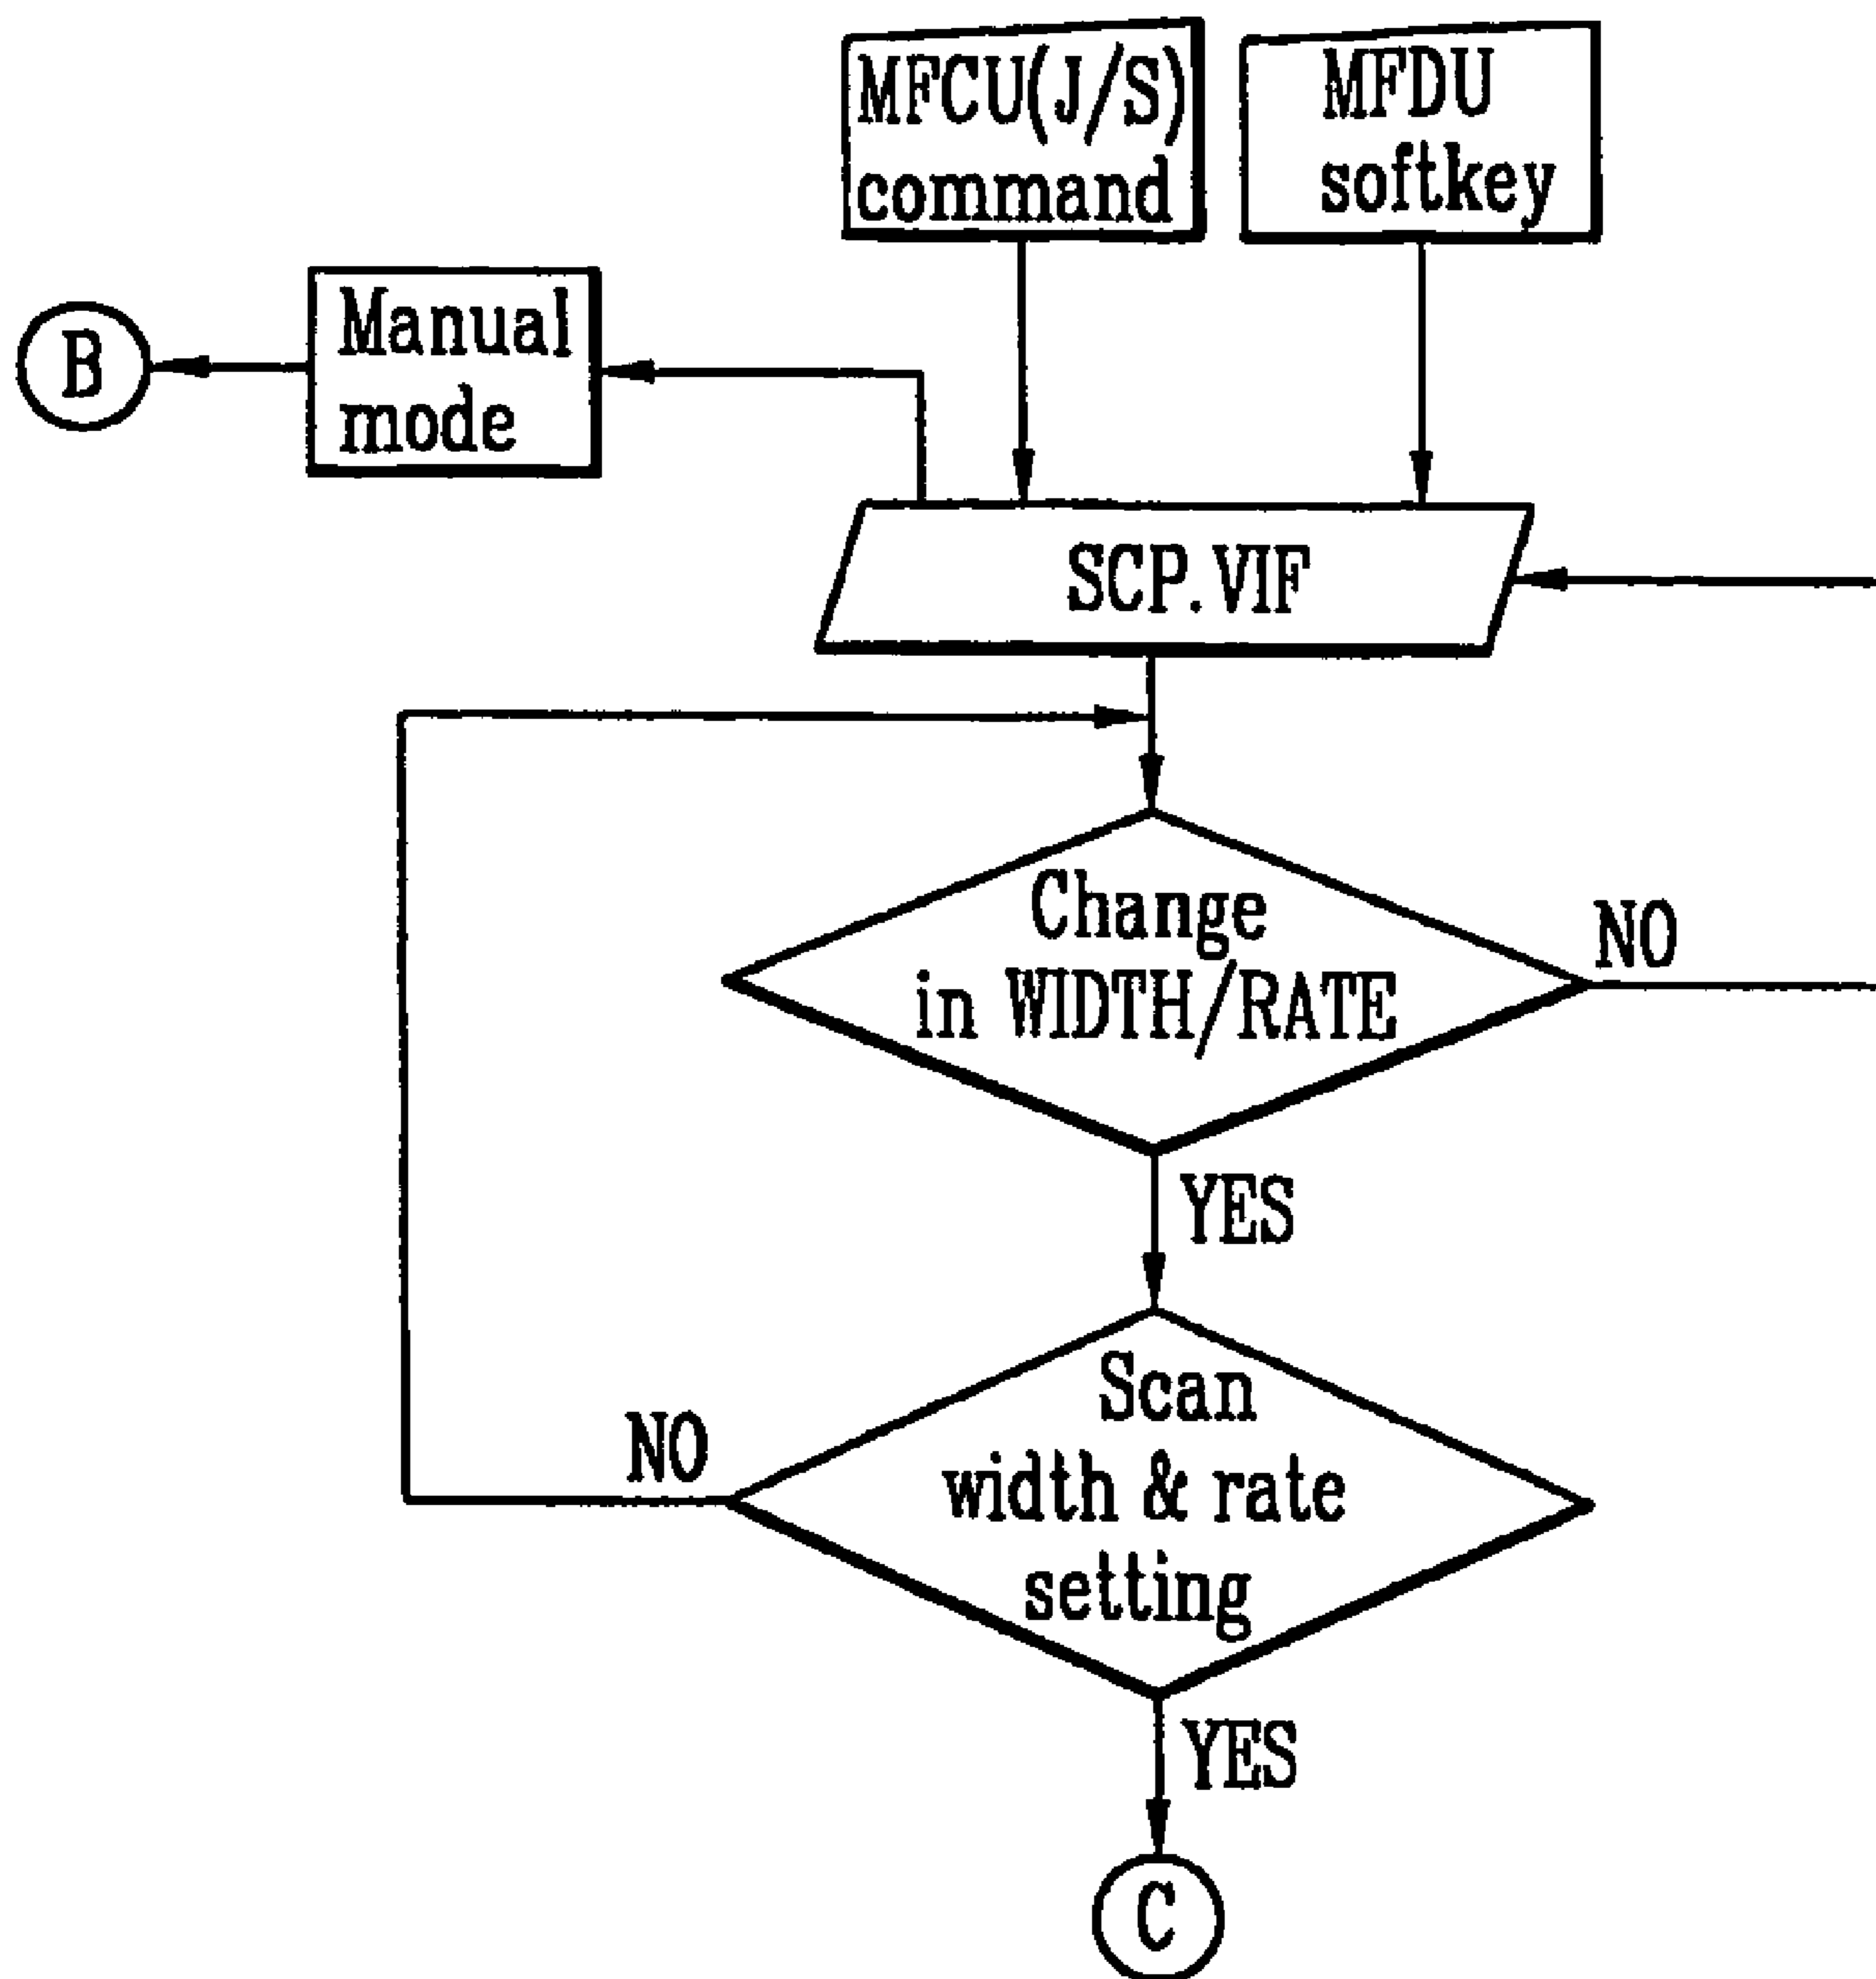 MFCU(J/S)
command
MFDU
softkey
Manual
mode
B
SCP.VIF
Change
in WIDTH/RATE
NO
YES
Scan
width & rate
setting
NO
YES
C